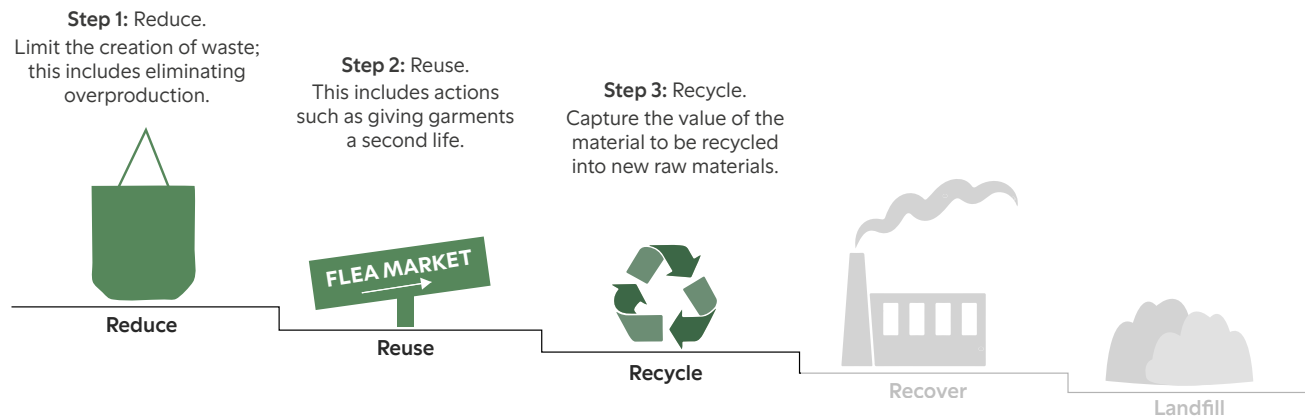 Step 1: Reduce.
Limit the creation of waste;
this includes eliminating
overproduction.
Step 2: Reuse.
This includes actions
such as giving garments
a second life.
Step 3: Recycle.
Capture the value of the
material to be recycled
into new raw materials.
FLEA MARKET
Reduce
Reuse
Recycle
Recover
Landfill